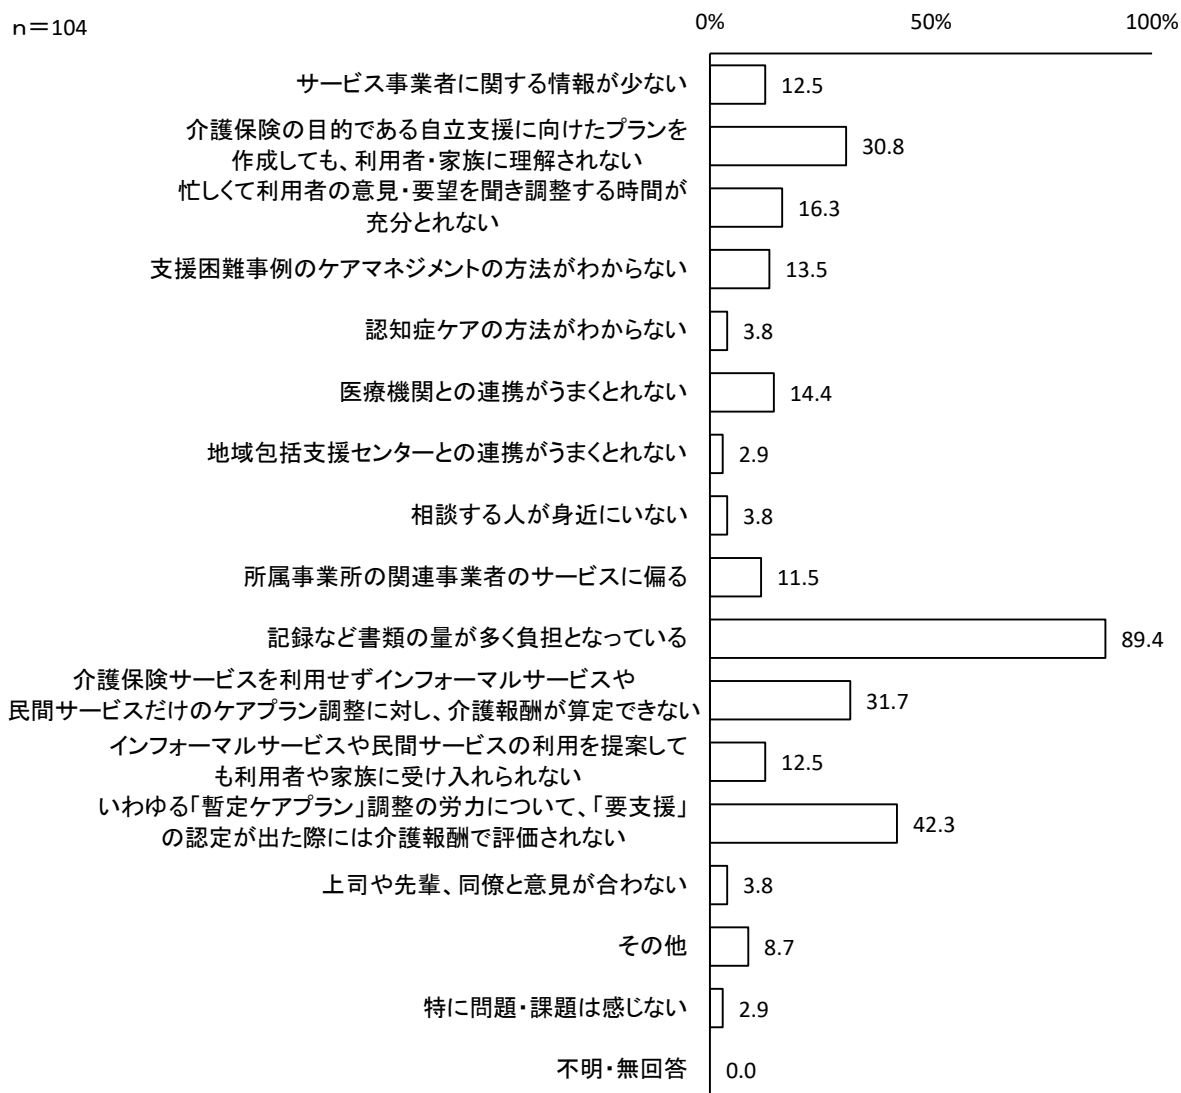 n=104
0% 50% 100%
サービス事業者に関する情報が少ない 12.5
介護保険の目的である自立支援に向けたプランを
作成しても、利用者・家族に理解されない 30.8
忙しくて利用者の意見・要望を聞き調整する時間が
充分とれない 16.3
支援困難事例のケアマネジメントの方法がわからない 13.5
認知症ケアの方法がわからない 3.8
医療機関との連携がうまくとれない 14.4
地域包括支援センターとの連携がうまくとれない 2.9
相談する人が身近にいない 3.8
所属事業所の関連事業者のサービスに偏る 11.5
記録など書類の量が多く負担となっている 89.4
介護保険サービスを利用せずインフォーマルサービスや
民間サービスだけのケアプラン調整に対し、介護報酬が算定できない 31.7
インフォーマルサービスや民間サービスの利用を提案して
も利用者や家族に受け入れられない 12.5
いわゆる「暫定ケアプラン」調整の労力について、「要支援」
の認定が出た際には介護報酬で評価されない 42.3
上司や先輩、同僚と意見が合わない 3.8
その他 8.7
特に問題・課題は感じない 2.9
不明・無回答 0.0